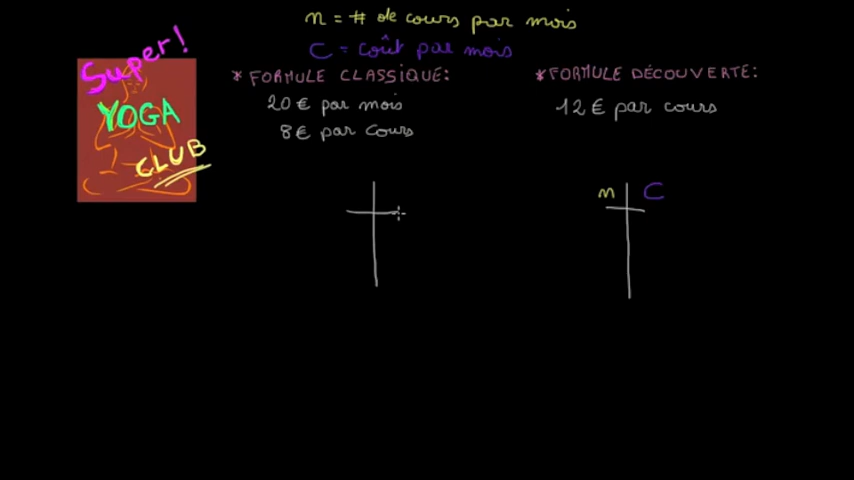 n = # de cours par mois
C = coût par mois
Super!
YOGA
CLUB
* FORMULE CLASSIQUE:
20 € par mois
8€ par cours
* FORMULE DÉCOUVERTE:
12 € par cours
n C